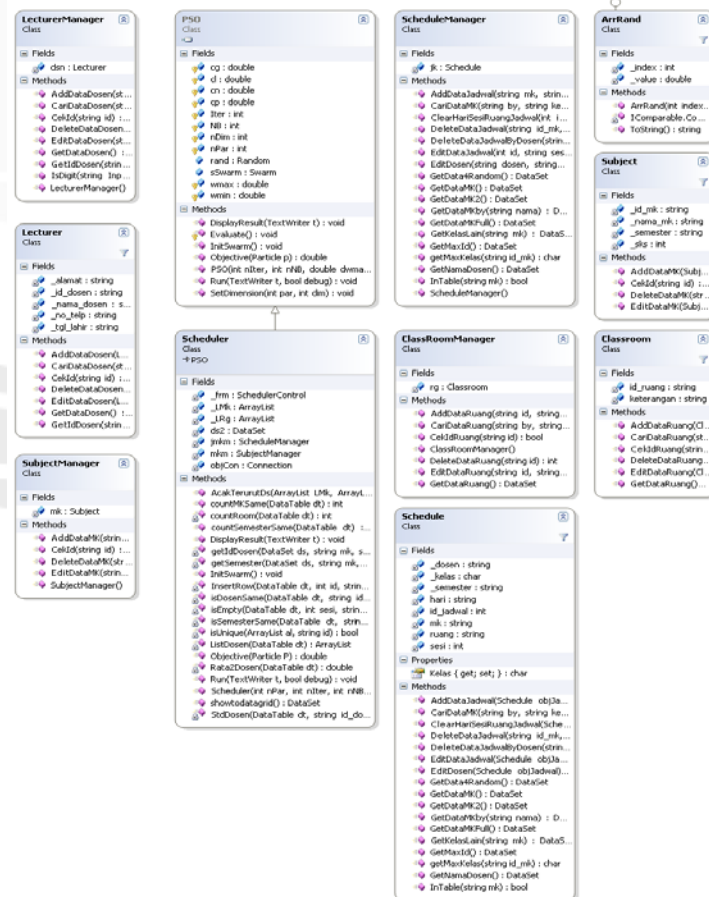 LecturerManager
Class
Fields
dsn : Lecturer
Methods
AddDataDosen(st...
CariDataDosen(st...
CekId(string id) :...
DeleteDataDosen...
EditDataDosen(st...
GetDataDosen() :...
GetIdDosen(strin...
IsDigit(string Inp...
LecturerManager()
Lecturer
Class
Fields
_alamat : string
_id_dosen : string
_nama_dosen : s...
_no_telp : string
_tgl_lahir : string
Methods
AddDataDosen(L...
CariDataDosen(st...
CekId(string id) :...
DeleteDataDosen...
EditDataDosen(L...
GetDataDosen() :...
GetIdDosen(strin...
SubjectManager
Class
Fields
mk : Subject
Methods
AddDataMK(strin...
CekId(string id) :...
DeleteDataMK(str...
EditDataMK(strin...
SubjectManager()
PSO
Class
Fields
cg : double
cl : double
cn : double
cp : double
Iter : int
NB : int
nDim : int
nPar : int
rand : Random
sSwarm : Swarm
wmax : double
wmin : double
Methods
DisplayResult(TextWriter t) : void
Evaluate() : void
InitSwarm() : void
Objective(Particle p) : double
PSO(int nIter, int nNB, double dwma...
Run(TextWriter t, bool debug) : void
SetDimension(int par, int dim) : void
Scheduler
Class
PSO
Fields
_frm : SchedulerControl
_LMk : ArrayList
_LRg : ArrayList
ds2 : DataSet
jmkm : ScheduleManager
mkm : SubjectManager
objCon : Connection
Methods
AcakTerurutDs(ArrayList LMk, ArrayL...
countMKSame(DataTable dt) : int
countRoom(DataTable dt) : int
countSemesterSame(DataTable dt) :...
DisplayResult(TextWriter t) : void
getIdDosen(DataSet ds, string mk, s...
getSemester(DataSet ds, string mk,...
InitSwarm() : void
InsertRow(DataTable dt, int id, strin...
isDosenSame(DataTable dt, string id...
isEmpty(DataTable dt, int sesi, strin...
isSemesterSame(DataTable dt, strin...
isUnique(ArrayList al, string id) : bool
ListDosen(DataTable dt) : ArrayList
Objective(Particle P) : double
Rata2Dosen(DataTable dt) : double
Run(TextWriter t, bool debug) : void
Scheduler(int nPar, int nIter, int nNB...
showtodatagrid() : DataSet
StdDosen(DataTable dt, string id_do...
ScheduleManager
Class
Fields
jk : Schedule
Methods
AddDataJadwal(string mk, strin...
CariDataMK(string by, string ke...
ClearHariSesiRuangJadwal(int i...
DeleteDataJadwal(string id_mk,...
DeleteDataJadwalByDosen(strin...
EditDataJadwal(int id, string ses...
EditDosen(string dosen, string...
GetData4Random() : DataSet
GetDataMK() : DataSet
GetDataMK2() : DataSet
GetDataMKby(string nama) : D...
GetDataMKFull() : DataSet
GetKelasLain(string mk) : DataS...
GetMaxId() : DataSet
getMaxKelas(string id_mk) : char
GetNamaDosen() : DataSet
InTable(string mk) : bool
ScheduleManager()
ClassRoomManager
Class
Fields
rg : Classroom
Methods
AddDataRuang(string id, string...
CariDataRuang(string by, string...
CekIdRuang(string id) : bool
ClassRoomManager()
DeleteDataRuang(string id) : int
EditDataRuang(string id, string...
GetDataRuang() : DataSet
Schedule
Class
Fields
_dosen : string
_kelas : char
_semester : string
hari : string
id_jadwal : int
mk : string
ruang : string
sesi : int
Properties
Kelas { get; set; } : char
Methods
AddDataJadwal(Schedule objJa...
CariDataMK(string by, string ke...
ClearHariSesiRuangJadwal(Sche...
DeleteDataJadwal(string id_mk,...
DeleteDataJadwalByDosen(strin...
EditDataJadwal(Schedule objJa...
EditDosen(Schedule objJadwal)...
GetData4Random() : DataSet
GetDataMK() : DataSet
GetDataMK2() : DataSet
GetDataMKby(string nama) : D...
GetDataMKFull() : DataSet
GetKelasLain(string mk) : DataS...
GetMaxId() : DataSet
getMaxKelas(string id_mk) : char
GetNamaDosen() : DataSet
InTable(string mk) : bool
ArrRand
Class
Fields
_index : int
_value : double
Methods
ArrRand(int index...
IComparable.Co...
ToString() : string
Subject
Class
Fields
_id_mk : string
_nama_mk : string
_semester : string
_sks : int
Methods
AddDataMK(Subj...
CekId(string id) :...
DeleteDataMK(str...
EditDataMK(Subj...
Classroom
Class
Fields
id_ruang : string
keterangan : string
Methods
AddDataRuang(Cl...
CariDataRuang(st...
CekIdRuang(strin...
DeleteDataRuang...
EditDataRuang(Cl...
GetDataRuang()...